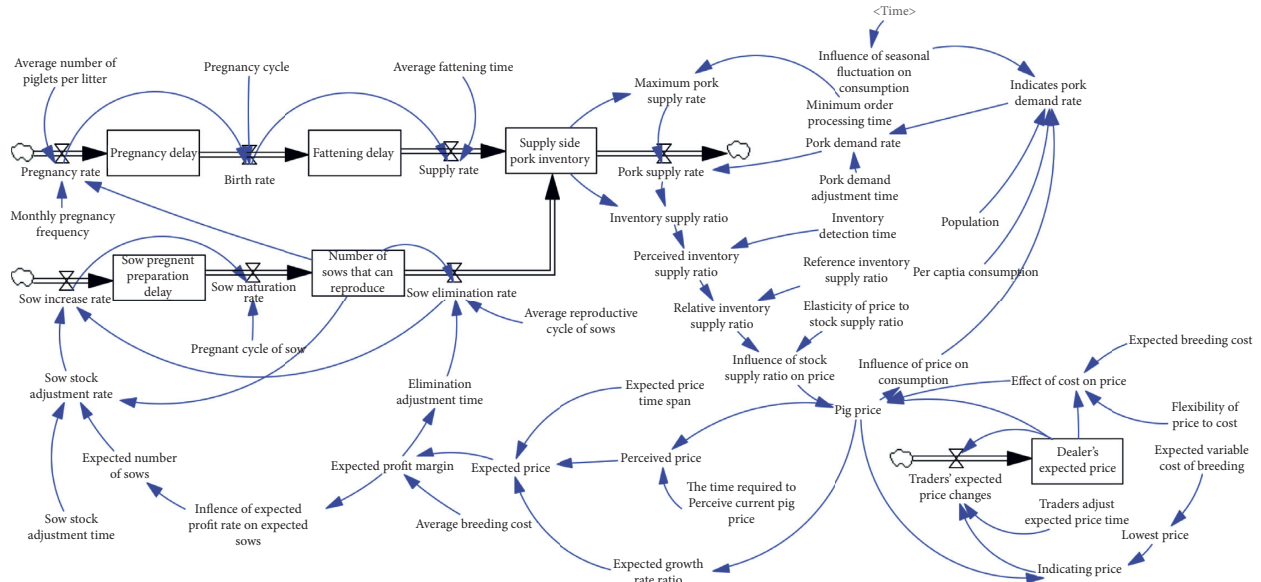 <Time>
Average number of
piglets per litter
Pregnancy cycle
Average fattening time
Maximum pork
supply rate
Influence of seasonal
fluctuation on
consumption
Minimum order
processing time
Indicates pork
demand rate
Pregnancy delay
Fattening delay
Supply side
pork inventory
Pork demand rate
Pregnancy rate
Birth rate
Supply rate
Pork supply rate
Pork demand
adjustment time
Monthly pregnancy
frequency
Inventory supply ratio
Inventory
detection time
Population
Sow pregnent
preparation
delay
Number of
sows that can
reproduce
Perceived inventory
supply ratio
Reference inventory
supply ratio
Per captia consumption
Sow increase rate
Sow maturation
rate
Sow elimination rate
Relative inventory
supply ratio
Elasticity of price to
stock supply ratio
Average reproductive
cycle of sows
Pregnant cycle of sow
Influence of stock
supply ratio on price
Influence of price on
consumption
Expected breeding cost
Sow stock
adjustment rate
Elimination
adjustment time
Expected price
time span
Effect of cost on price
Pig price
Flexibility of
price to cost
Expected number
of sows
Expected profit margin
Expected price
Perceived price
Dealer's
expected price
Expected variable
cost of breeding
Traders' expected
price changes
The time required to
Perceive current pig
price
Traders adjust
expected price time
Sow stock
adjustment time
Inflence of expected
profit rate on expected
sows
Average breeding cost
Lowest price
Expected growth
rate ratio
Indicating price